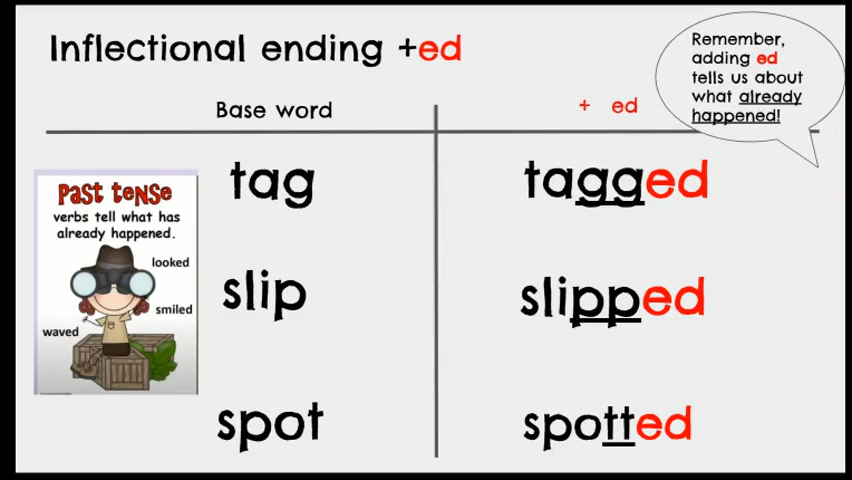 Inflectional ending +ed
Remember,
adding ed
tells us about
what already
happened!
Base word
+ ed
Past tense
verbs tell what has
already happened.
looked
smiled
waved
tag
tagged
slip
slipped
spot
spotted